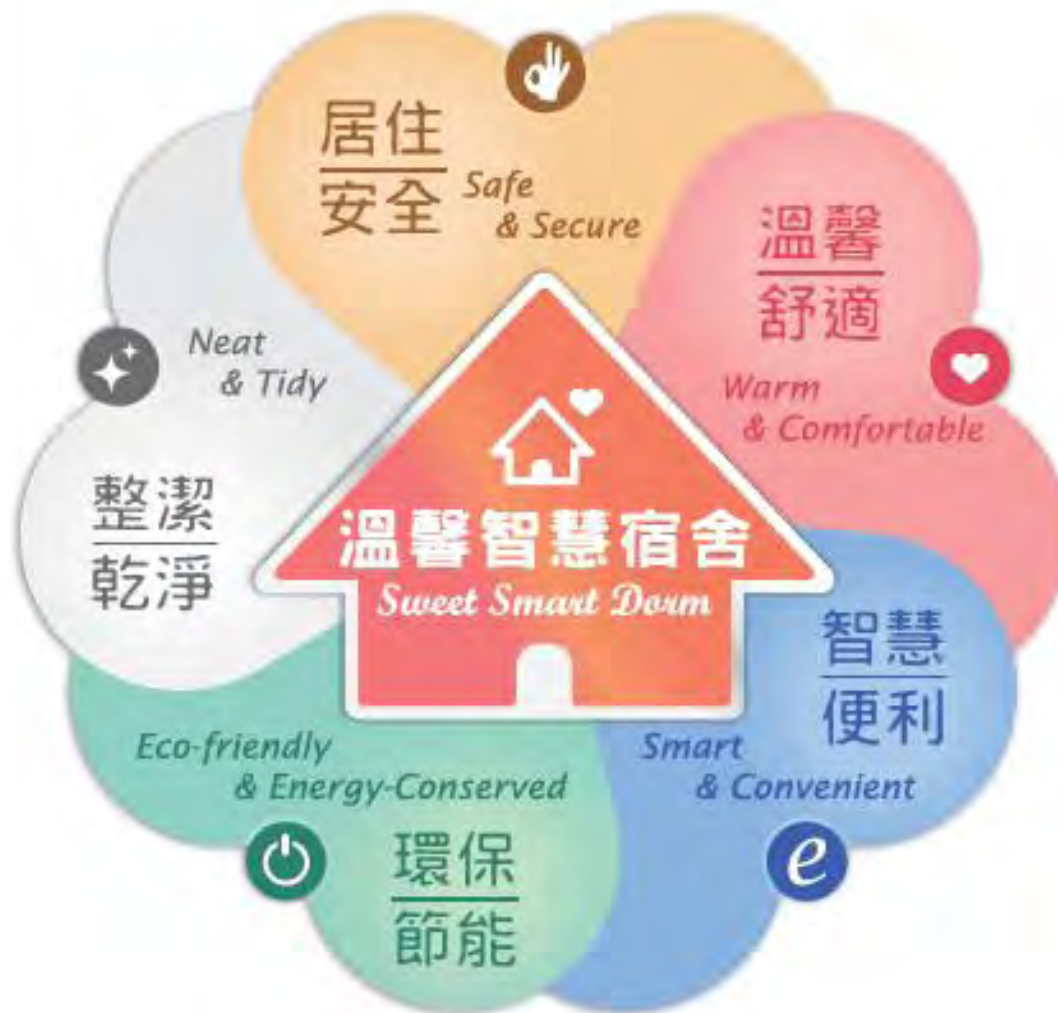 居住
安全
Safe
& Secure
溫馨
舒適
Warm
& Comfortable
Neat
& Tidy
整潔
乾淨
溫馨智慧宿舍
Sweet Smart Dorm
智慧
便利
Smart
& Convenient
e
Eco-friendly
& Energy-Conserved
環保
節能